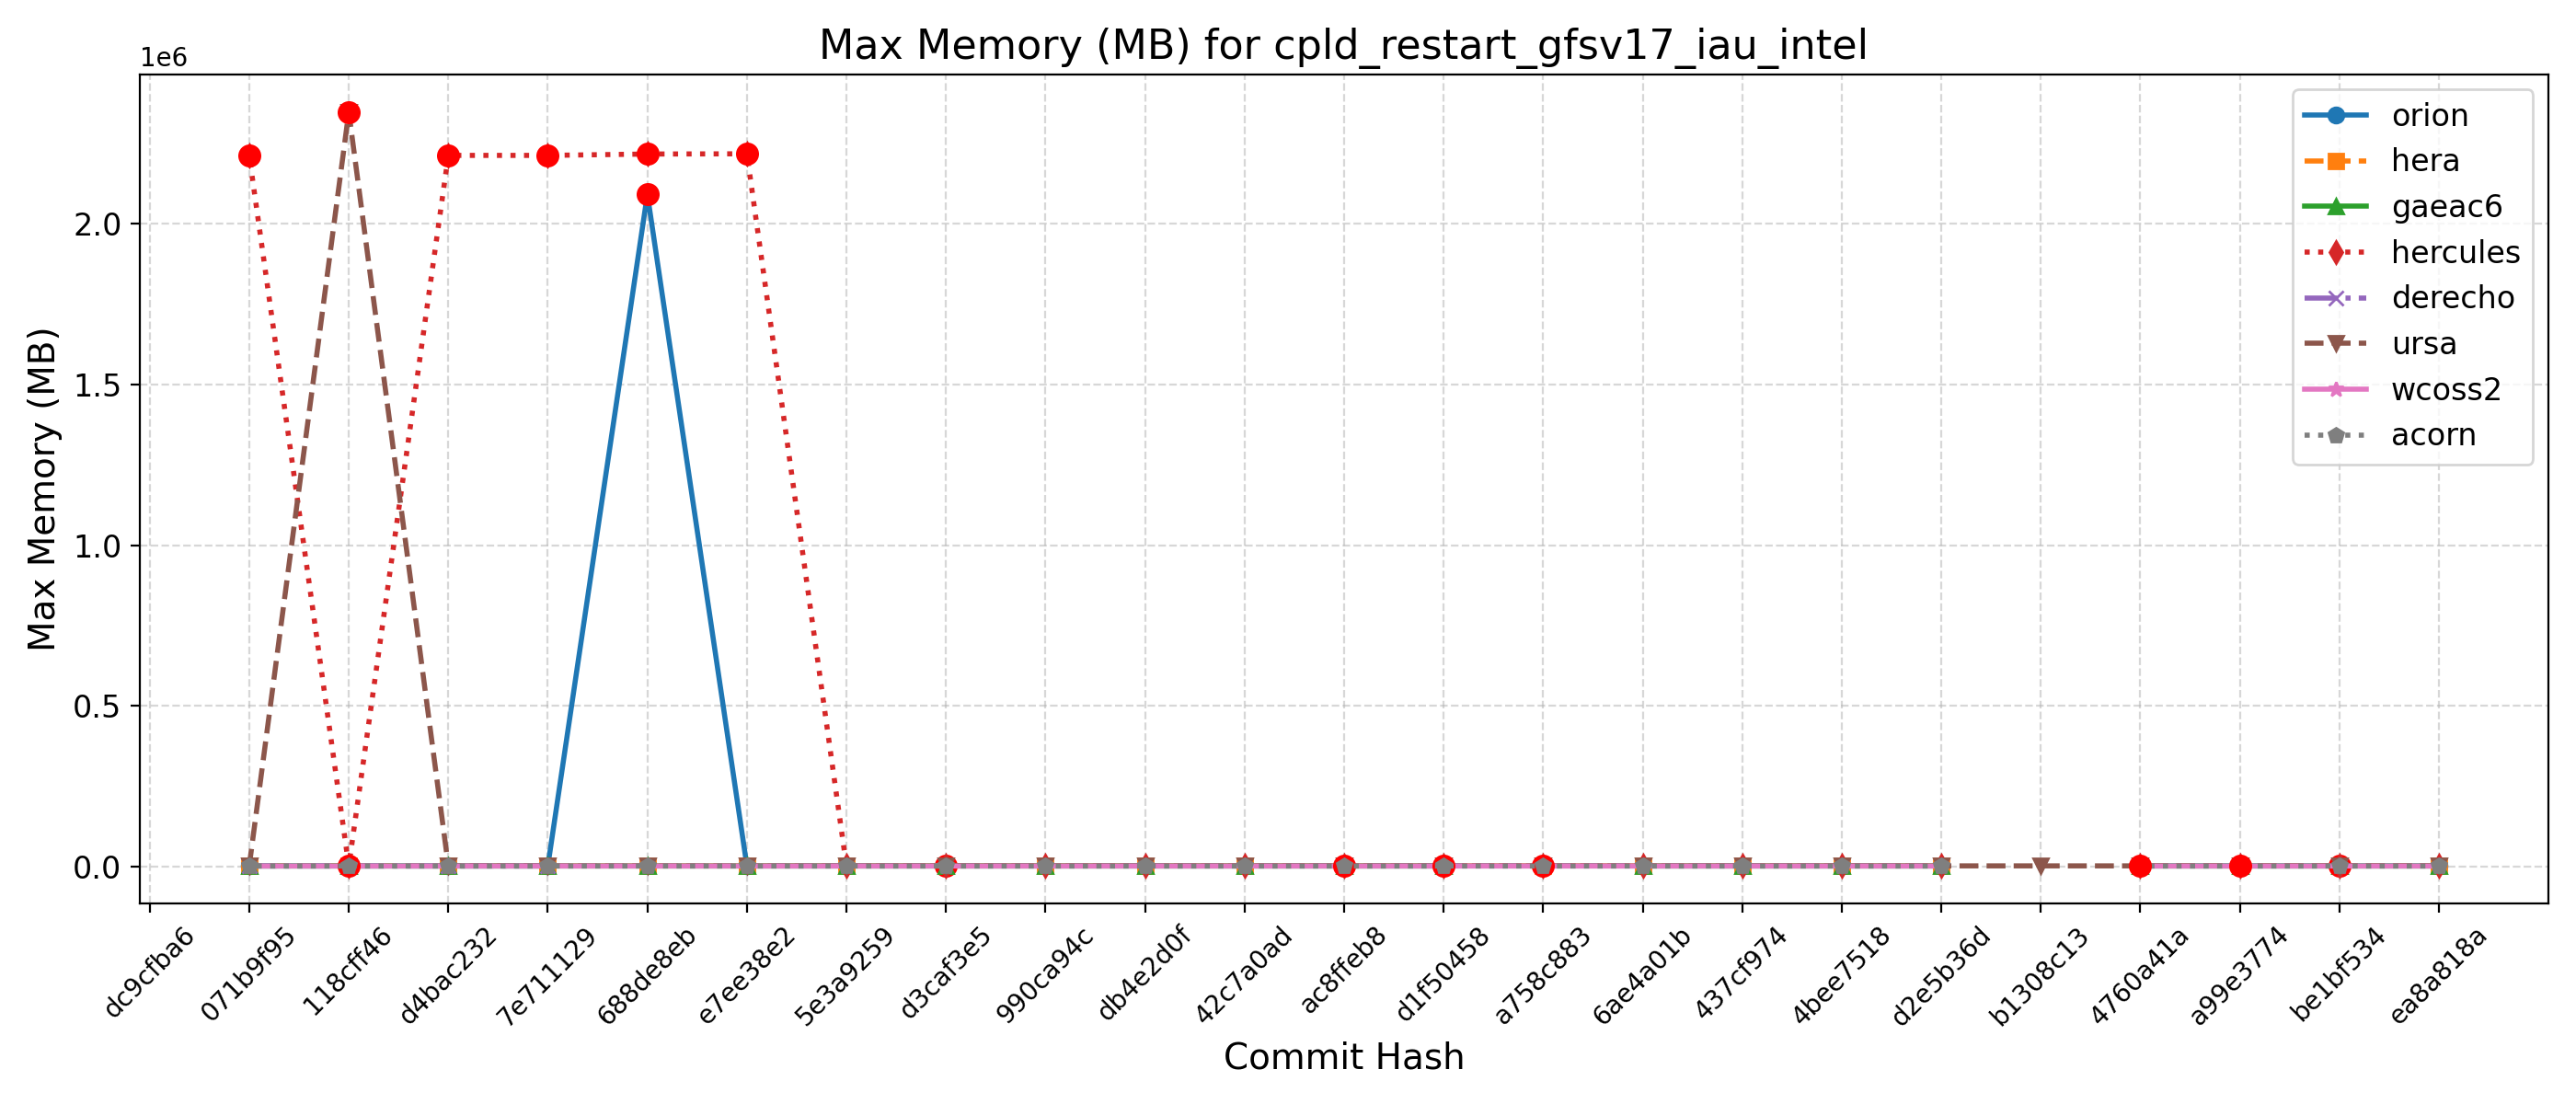 Max Memory (MB) for cpld_restart_gfsv17_iau_intel
1e6
Max Memory (MB)
2.0
1.5
1.0
0.5
0.0
orion
hera
gaeac6
hercules
derecho
ursa
wcoss2
acorn
dc9cfba6
071b9f95
118cff46
d4bac232
7e711129
688de8eb
e7ee38e2
5e3a9259
d3caf3e5
990ca94c
db4e2d0f
42c7a0ad
ac8ffeb8
d1f50458
a758c883
6ae4a01b
437cf974
4bee7518
d2e5b36d
b1308c13
4760a41a
a99e3774
be1bf534
ea8a818a
Commit Hash